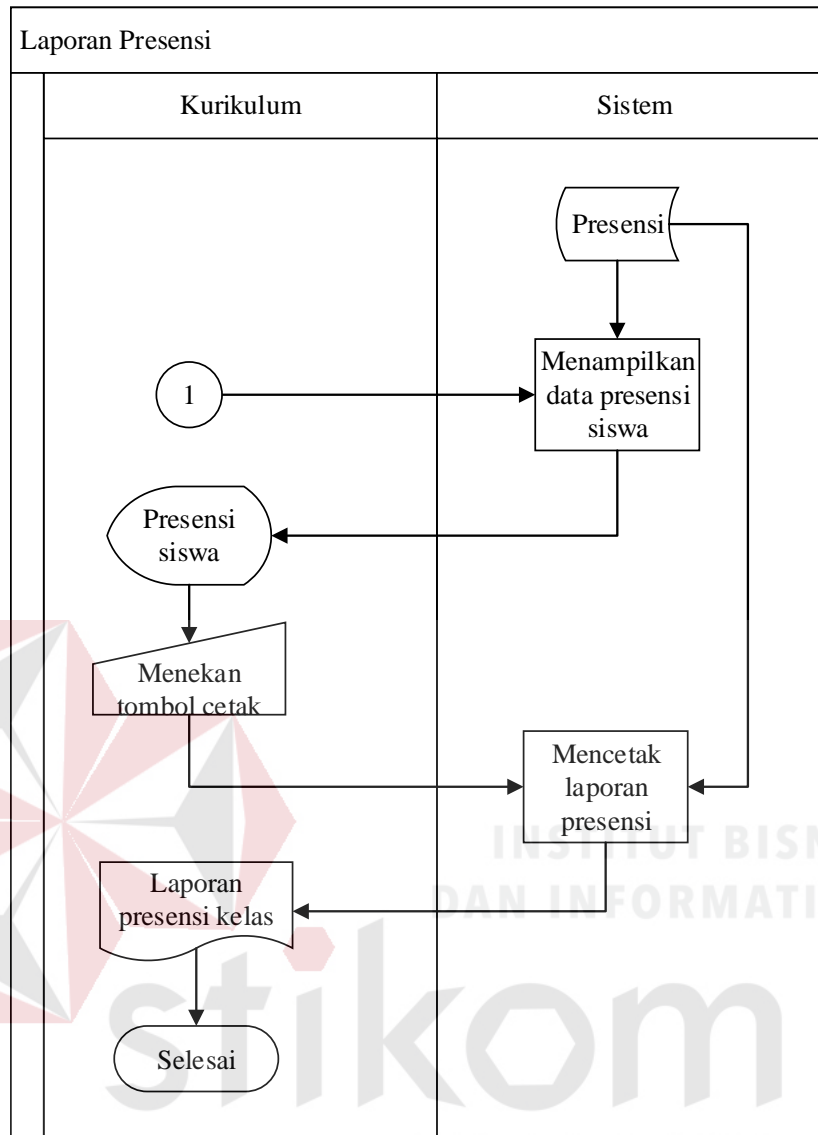 Laporan Presensi
Kurikulum
Sistem
Presensi
Menampilkan
data presensi
siswa
1
Presensi
siswa
Menekan
tombol cetak
Mencetak
laporan
presensi
INSTITUT BISN
DAN INFORMATI
Laporan
presensi kelas
stikom
Selesai